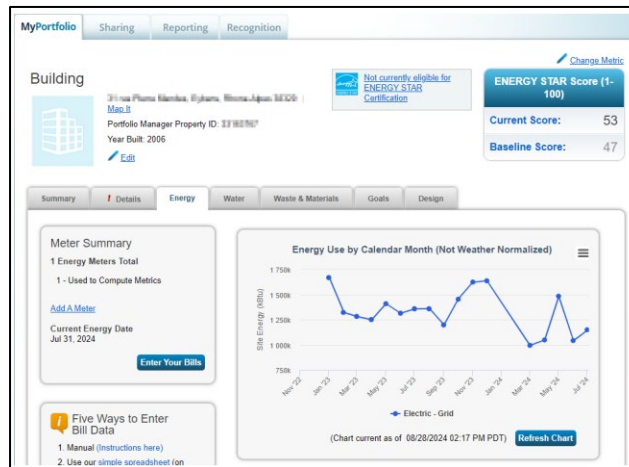 MyPortfolio
Sharing
Reporting
Recognition
Change Metric
Building
Not currently eligible for
ENERGY STAR
Certification
ENERGY STAR Score (1-
100)
Map It
Current Score: 53
Portfolio Manager Property ID:
Year Built: 2006
Baseline Score: 47
Edit
Summary
! Details
Energy
Water
Waste & Materials
Goals
Design
Meter Summary
1 Energy Meters Total
1 - Used to Compute Metrics
Add A Meter
Current Energy Date
Jul 31, 2024
Enter Your Bills
Energy Use by Calendar Month (Not Weather Normalized)
Site Energy (kBtu)
1 750k
1 500k
1 250k
1 000k
750k
Nov '22
Jan '23
Mar '23
May '23
Jul '23
Sep '23
Nov '23
Jan '24
Mar '24
May '24
Jul '24
Electric - Grid
(Chart current as of 08/28/2024 02:17 PM PDT)
Refresh Chart
Five Ways to Enter
Bill Data
1. Manual (Instructions here)
2. Use our simple spreadsheet (on